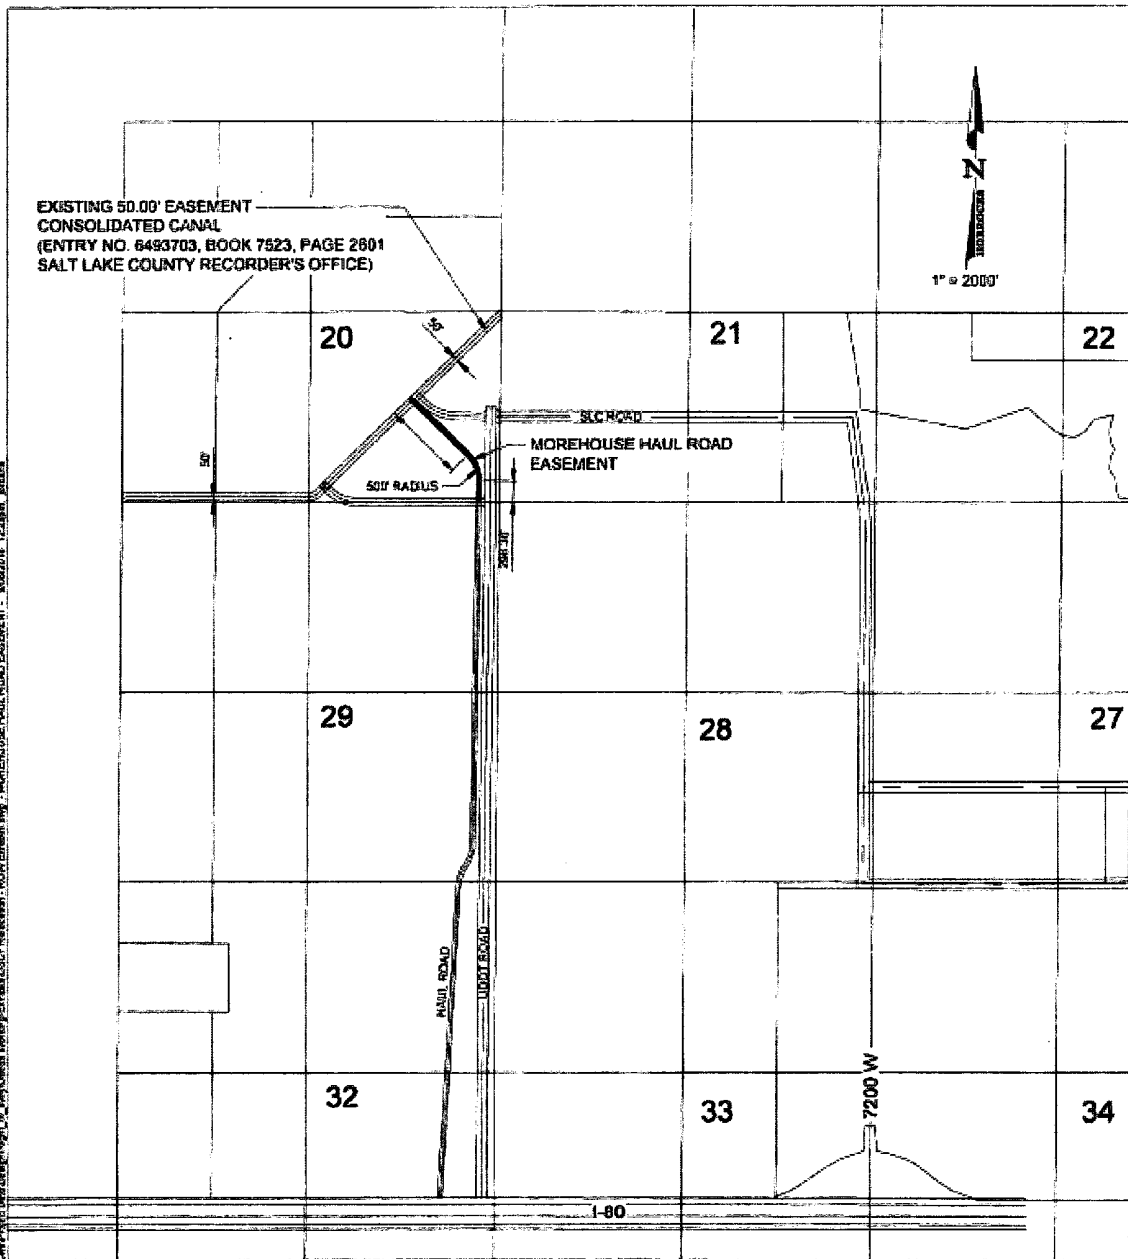 EXISTING 50.00' EASEMENT
CONSOLIDATED CANAL
(ENTRY NO. 6493703, BOOK 7523, PAGE 2601
SALT LAKE COUNTY RECORDER'S OFFICE)
N
HORROCKS
1" = 2000'
20
21
22
50'
SLC ROAD
MOREHOUSE HAUL ROAD
EASEMENT
50'
500' RADIUS
29
28
27
HAUL ROAD
UDOT ROAD
32
33
34
7200 W
I-80